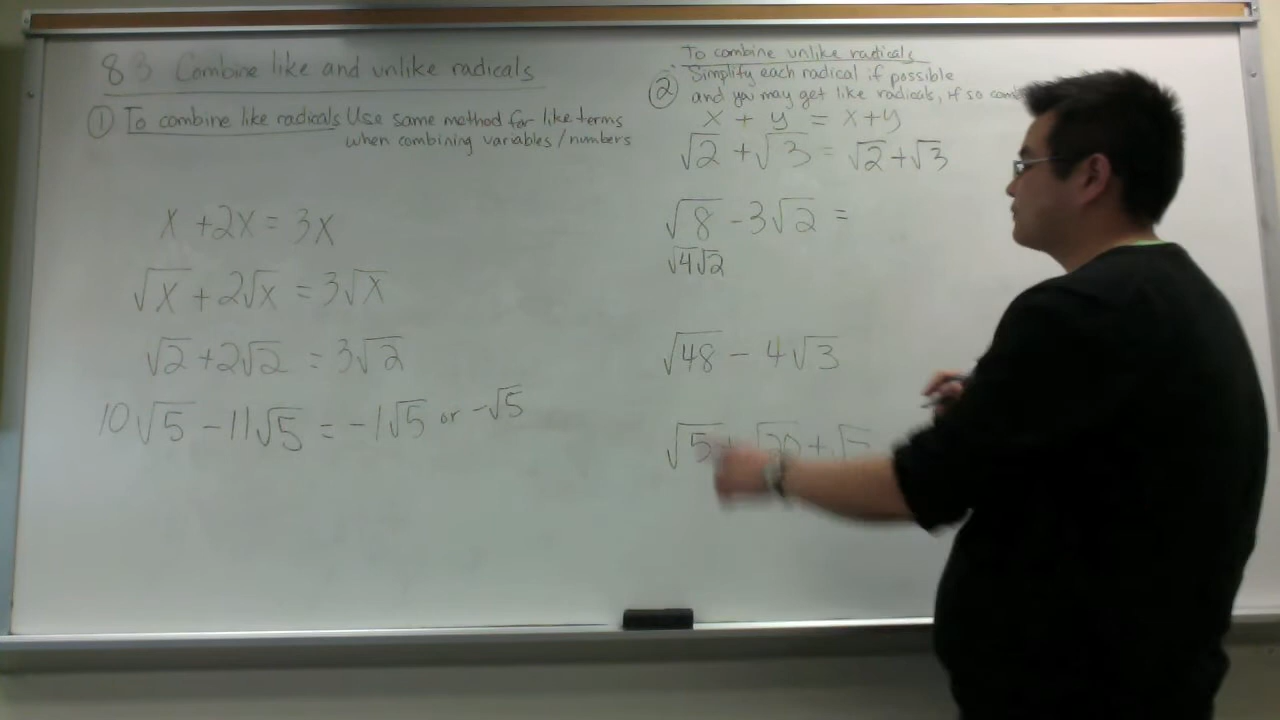 8 3 Combine like and unlike radicals
① To combine like radicals Use same method for like terms
when combining variables/numbers
x + 2x = 3x
√x + 2√x = 3√x
√2 + 2√2 = 3√2
10√5 - 11√5 = -1√5 or -√5
To combine unlike radicals
② Simplify each radical if possible
and you may get like radicals, if so
x + y = x+y
√2 + √3 = √2+√3
√8 - 3√2 =
√4√2
√48 - 4√3
√5 + √20 + √